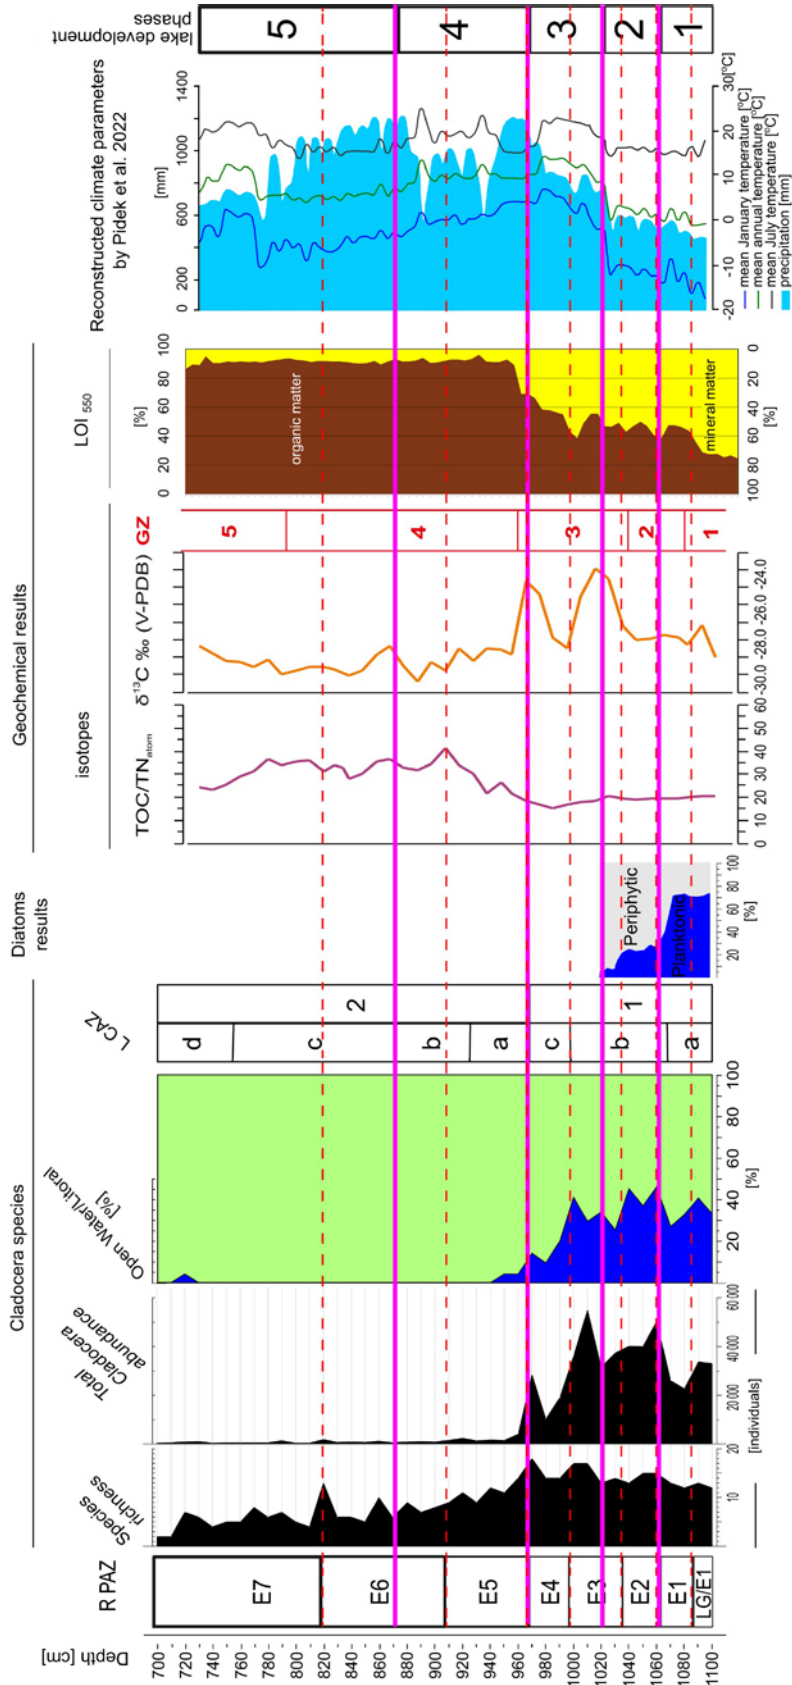 lake development
phases
5
4
3
2
1
Reconstructed climate parameters
by Pidek et al. 2022
[mm]
1400
1000
600
200
0
30[°C]
20
10
0
-10
-20
mean January temperature [°C]
mean annual temperature [°C]
mean July temperature [°C]
precipitation [mm]
Geochemical results
LOI 550
[%]
100
80
60
40
20
0
organic matter
mineral matter
0
20
40
60
80
100
[%]
GZ
5
4
3
2
1
isotopes
δ13C ‰ (V-PDB)
-24.0
-26.0
-28.0
-30.0
TOC/TNatom
60
50
40
30
20
10
0
Diatoms
results
Periphytic
Planktonic
100
80
60
40
20
[%]
Cladocera species
L CAZ
2
1
d
c
b
a
c
b
a
Open Water/Litoral
[%]
100
80
60
40
20
[%]
Total
Cladocera
abundance
60 000
40 000
20 000
[individuals]
Species
richness
20
10
R PAZ
E7
E6
E5
E4
E3
E2
E1
LG/E1
Depth [cm]
700
720
740
760
780
800
820
840
860
880
900
920
940
960
980
1000
1020
1040
1060
1080
1100